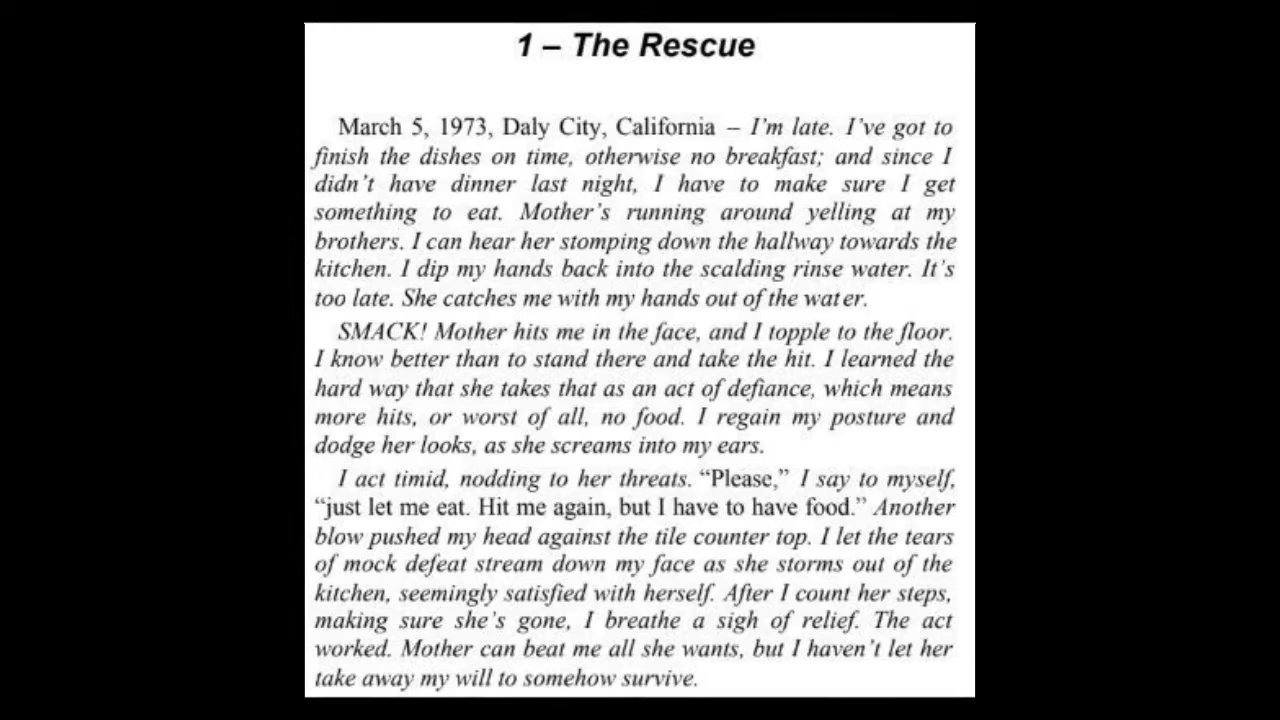 1 – The Rescue
March 5, 1973, Daly City, California – I'm late. I've got to
finish the dishes on time, otherwise no breakfast; and since I
didn't have dinner last night, I have to make sure I get
something to eat. Mother's running around yelling at my
brothers. I can hear her stomping down the hallway towards the
kitchen. I dip my hands back into the scalding rinse water. It's
too late. She catches me with my hands out of the water.
SMACK! Mother hits me in the face, and I topple to the floor.
I know better than to stand there and take the hit. I learned the
hard way that she takes that as an act of defiance, which means
more hits, or worst of all, no food. I regain my posture and
dodge her looks, as she screams into my ears.
I act timid, nodding to her threats. “Please,” I say to myself,
“just let me eat. Hit me again, but I have to have food.” Another
blow pushed my head against the tile counter top. I let the tears
of mock defeat stream down my face as she storms out of the
kitchen, seemingly satisfied with herself. After I count her steps,
making sure she's gone, I breathe a sigh of relief. The act
worked. Mother can beat me all she wants, but I haven't let her
take away my will to somehow survive.